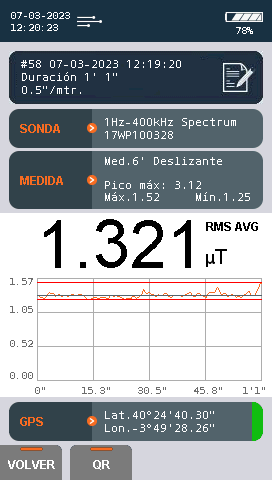 07-03-2023
12:20:23
78%
#58 07-03-2023 12:19:20
Duración 1' 1"
0.5"/mtr.
SONDA
1Hz-400kHz Spectrum
17WP100328
MEDIDA
Med.6' Deslizante
Pico máx: 3.12
Máx.1.52 Mín.1.25
1.321 RMS AVG
µT
1.57
1.05
0.52
0.00
0" 15.3" 30.5" 45.8" 1'1"
GPS
Lat.40°24'40.30"
Lon.-3°49'28.26"
VOLVER QR